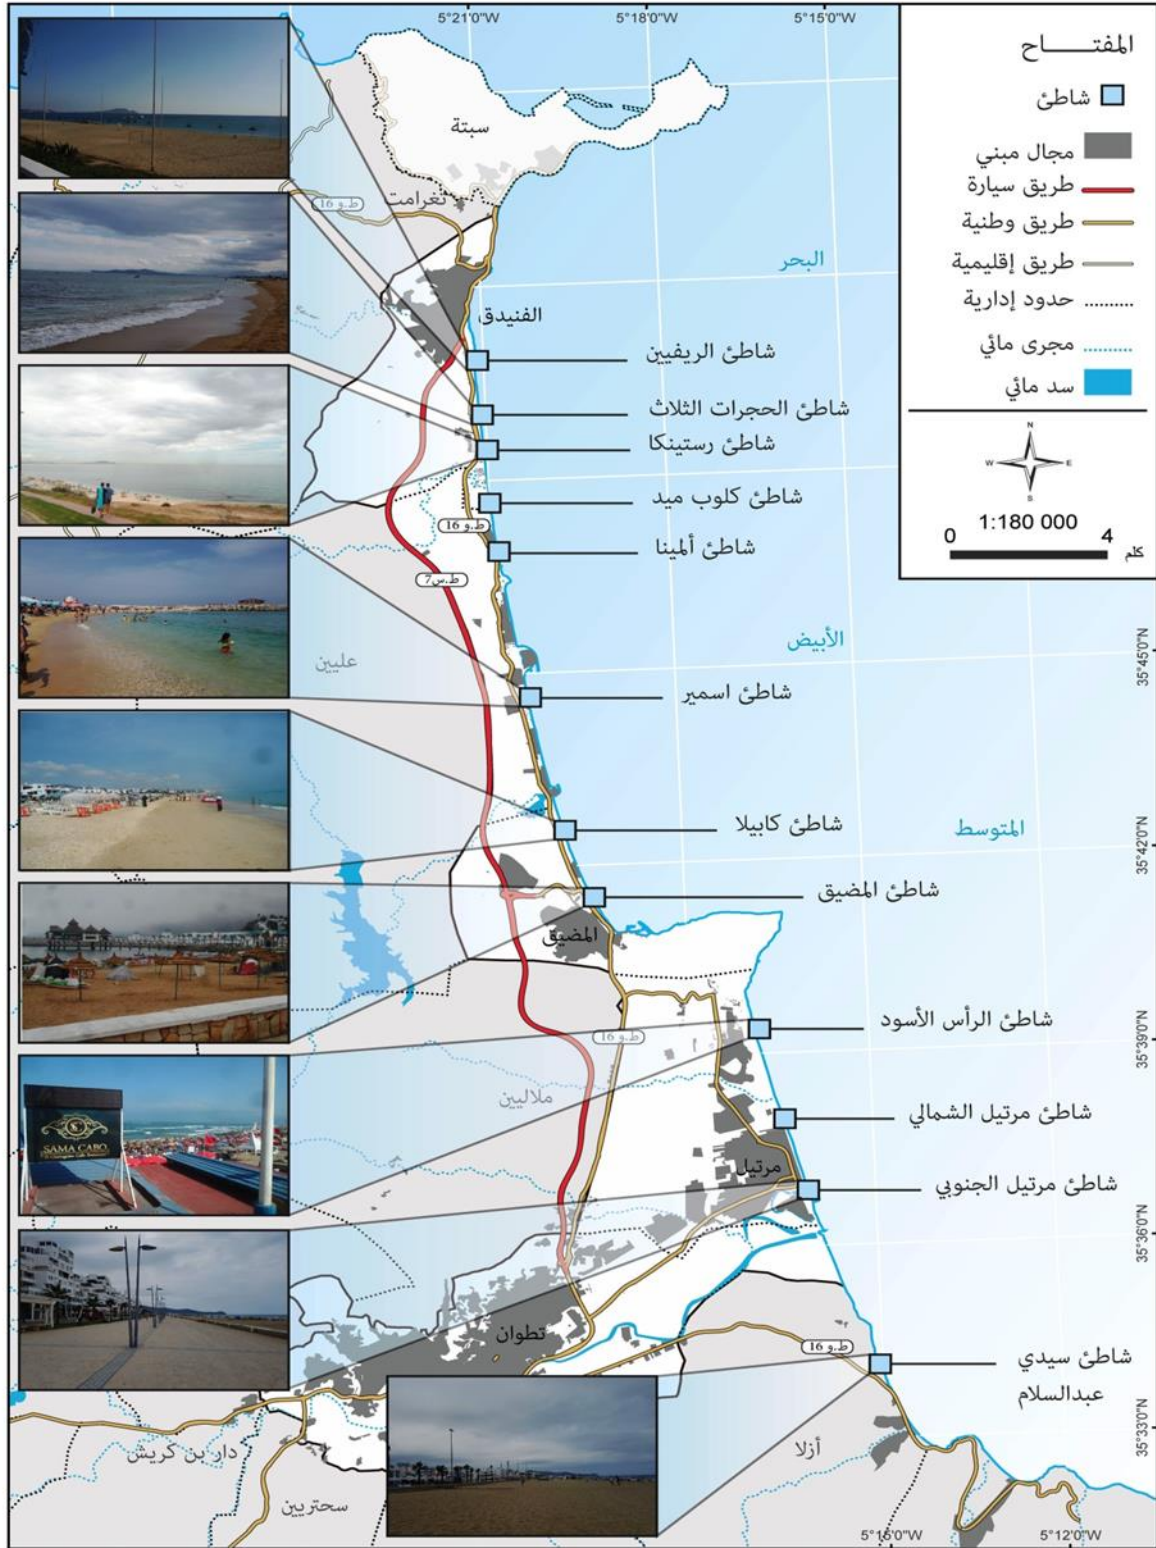 5°21'0"W
5°18'0"W
5°15'0"W
المفتـــــاح
شاطئ
مجال مبني
طريق سيارة
طريق وطنية
طريق إقليمية
حدود إدارية
مجرى مائي
سد مائي
N
W E
S
1:180 000
0 4
كلم
سبتة
تغرامت
ط.و 16
البحر
الفنيدق
شاطئ الريفيين
شاطئ الحجرات الثلاث
شاطئ رستينكا
شاطئ كلوب ميد
ط.و 16
شاطئ ألمينا
ط.س7
الأبيض
35°45'0"N
عليين
شاطئ اسمير
شاطئ كابيلا
المتوسط
35°42'0"N
شاطئ المضيق
المضيق
شاطئ الرأس الأسود
35°39'0"N
ط.و 16
ملاليين
شاطئ مرتيل الشمالي
SAMA CABO
مرتيل
شاطئ مرتيل الجنوبي
35°36'0"N
تطوان
ط.و 16
شاطئ سيدي
عبدالسلام
35°33'0"N
أزلا
دار بن كريش
سحتريين
5°15'0"W
5°12'0"W